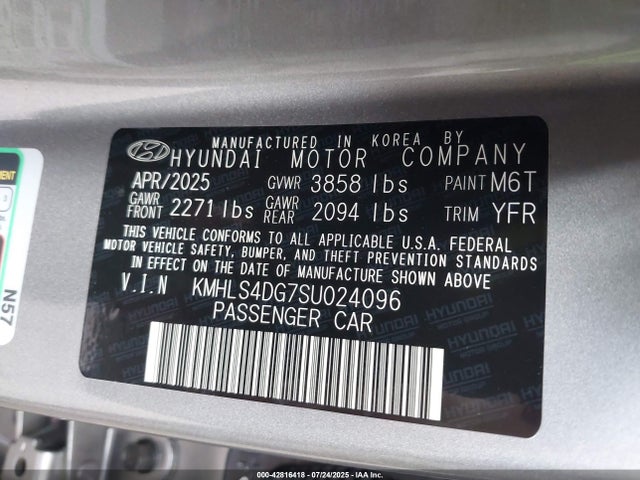 MANUFACTURED IN KOREA BY
HYUNDAI MOTOR COMPANY
APR/2025 GVWR 3858 lbs PAINT M6T
GAWR FRONT 2271 lbs GAWR REAR 2094 lbs TRIM YFR
THIS VEHICLE CONFORMS TO ALL APPLICABLE U.S.A. FEDERAL
MOTOR VEHICLE SAFETY, BUMPER, AND THEFT PREVENTION
STANDARDS IN EFFECT ON THE DATE OF MANUFACTURE SHOWN ABOVE
V.I.N KMHLS4DG7SU024096
PASSENGER CAR
N57
000-42816418 - 07/24/2025 - IAA Inc.